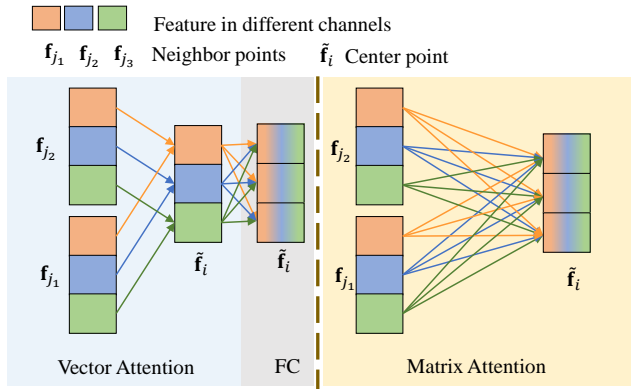 Feature in different channels
f_{j_1} f_{j_2} f_{j_3} Neighbor points f̃_i Center point
f_{j_2}
f_{j_1}
f̃_i
f̃_i
Vector Attention
FC
f_{j_2}
f_{j_1}
f̃_i
Matrix Attention